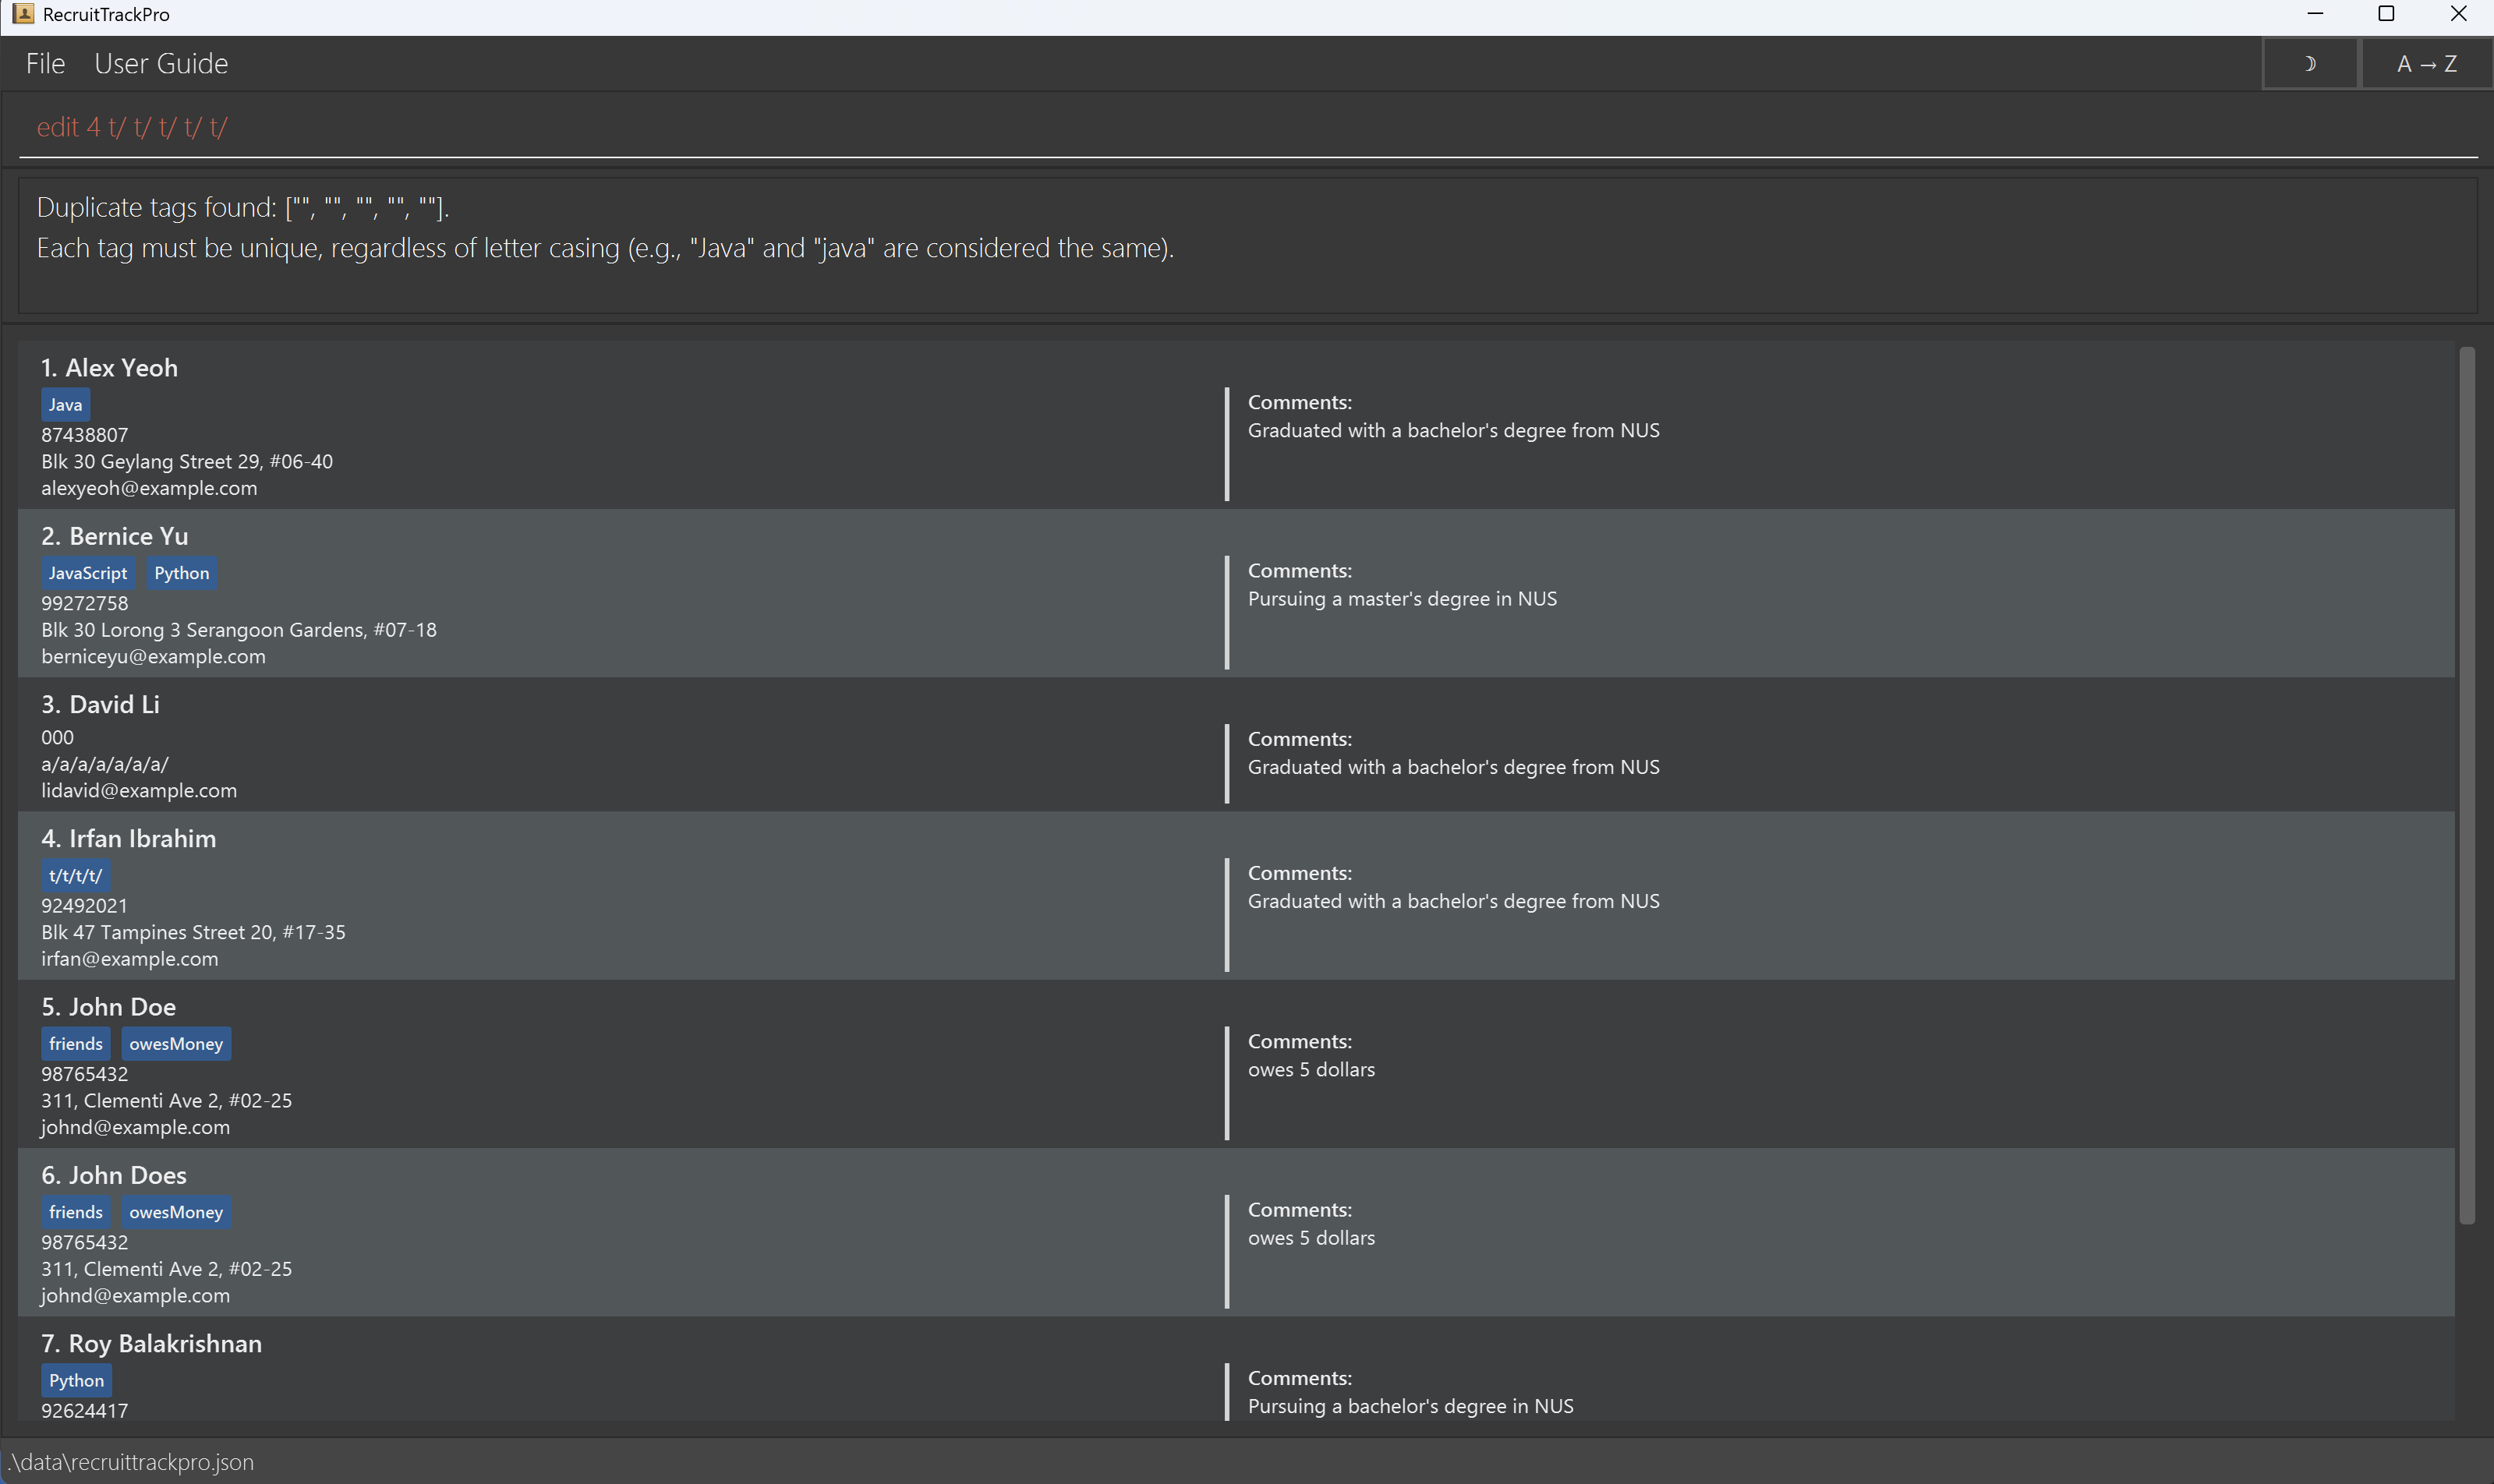 RecruitTrackPro
File User Guide A → Z
edit 4 t/ t/ t/ t/ t/
Duplicate tags found: ["", "", "", "", ""].
Each tag must be unique, regardless of letter casing (e.g., "Java" and "java" are considered the same).
1. Alex Yeoh
Java
87438807
Blk 30 Geylang Street 29, #06-40
alexyeoh@example.com
Comments:
Graduated with a bachelor's degree from NUS
2. Bernice Yu
JavaScript Python
99272758
Blk 30 Lorong 3 Serangoon Gardens, #07-18
berniceyu@example.com
Comments:
Pursuing a master's degree in NUS
3. David Li
000
a/a/a/a/a/a/a/
lidavid@example.com
Comments:
Graduated with a bachelor's degree from NUS
4. Irfan Ibrahim
t/t/t/t/
92492021
Blk 47 Tampines Street 20, #17-35
irfan@example.com
Comments:
Graduated with a bachelor's degree from NUS
5. John Doe
friends owesMoney
98765432
311, Clementi Ave 2, #02-25
johnd@example.com
Comments:
owes 5 dollars
6. John Does
friends owesMoney
98765432
311, Clementi Ave 2, #02-25
johnd@example.com
Comments:
owes 5 dollars
7. Roy Balakrishnan
Python
92624417
Comments:
Pursuing a bachelor's degree in NUS
.\data\recruittrackpro.json